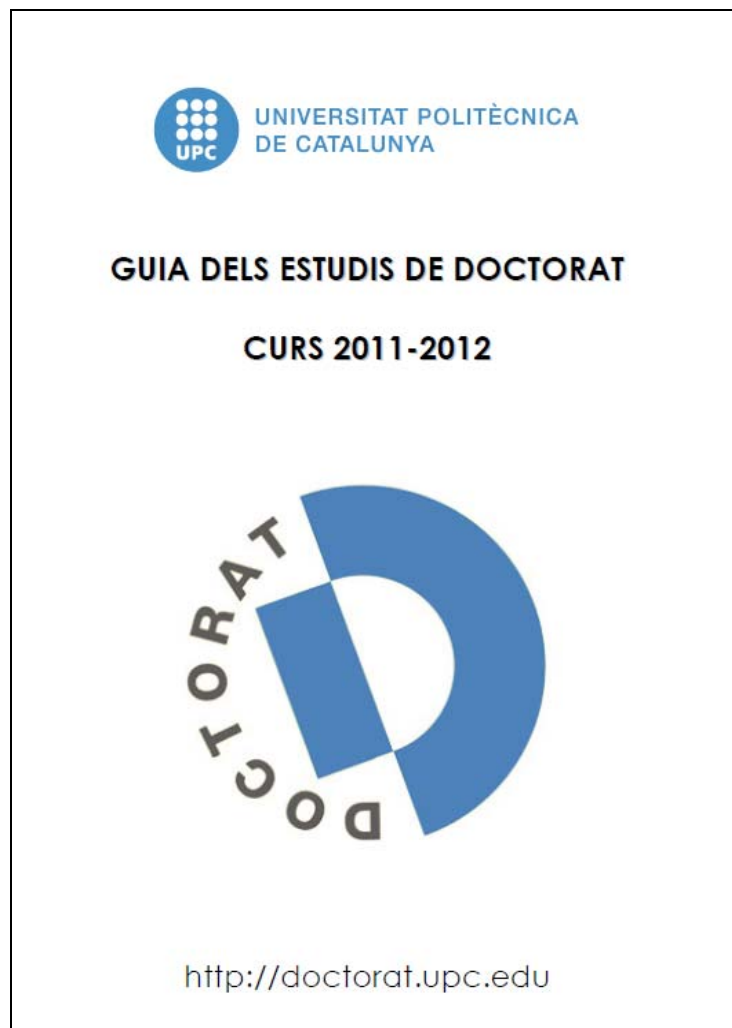 UPC
UNIVERSITAT POLITÈCNICA
DE CATALUNYA
GUIA DELS ESTUDIS DE DOCTORAT
CURS 2011-2012
DOCTORAT
http://doctorat.upc.edu